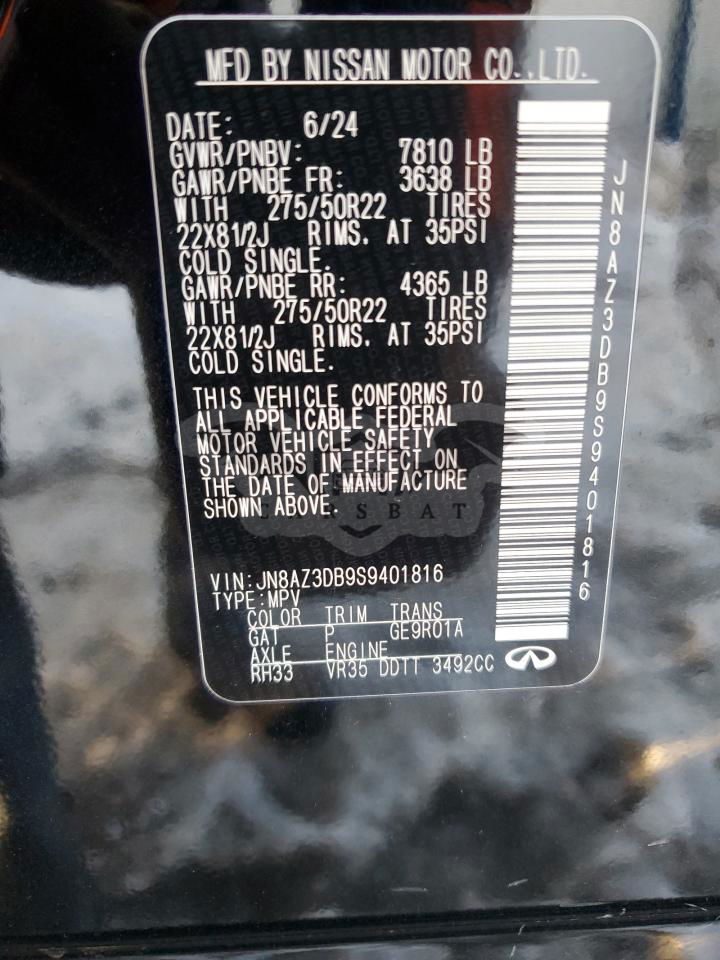 MFD BY NISSAN MOTOR CO.,LTD.
DATE: 6/24
GVWR/PNBV: 7810 LB
GAWR/PNBE FR: 3638 LB
WITH 275/50R22 TIRES
22X81/2J RIMS. AT 35PSI
COLD SINGLE.
GAWR/PNBE RR: 4365 LB
WITH 275/50R22 TIRES
22X81/2J RIMS. AT 35PSI
COLD SINGLE.
THIS VEHICLE CONFORMS TO
ALL APPLICABLE FEDERAL
MOTOR VEHICLE SAFETY
STANDARDS IN EFFECT ON
THE DATE OF MANUFACTURE
SHOWN ABOVE.
CARSBAT
VIN:JN8AZ3DB9S9401816
TYPE:MPV
COLOR TRIM TRANS
GAT P GE9R01A
AXLE ENGINE
RH33 VR35 DDTT 3492CC
JN8AZ3DB9S9401816